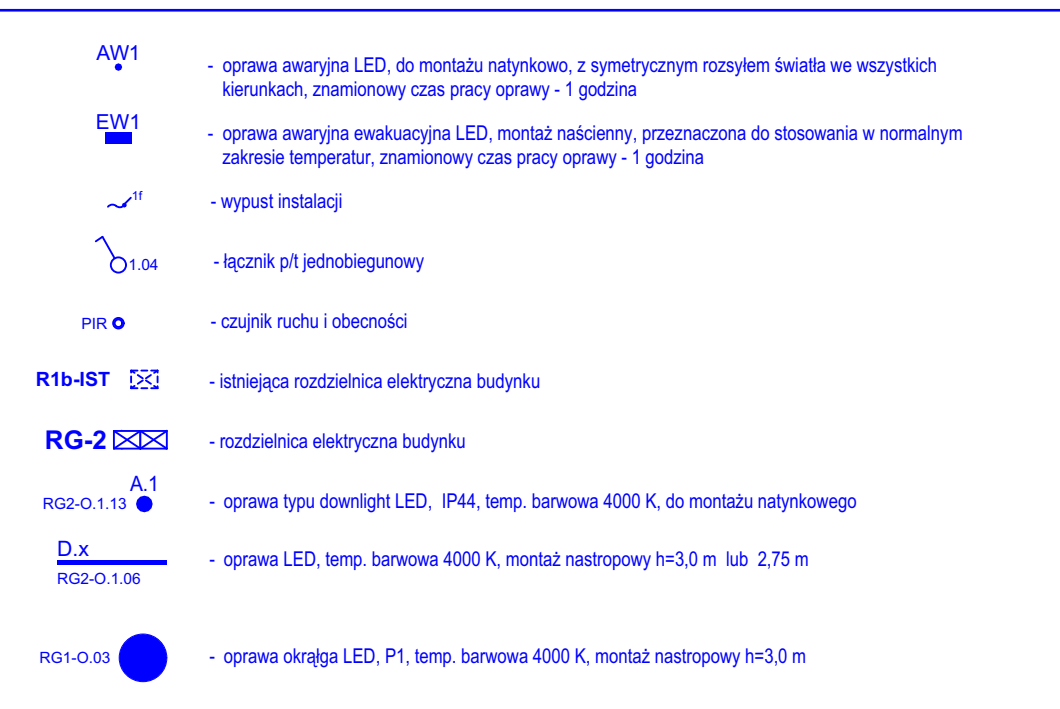 AW1
- oprawa awaryjna LED, do montażu natynkowo, z symetrycznym rozsyłem światła we wszystkich
kierunkach, znamionowy czas pracy oprawy - 1 godzina
EW1
- oprawa awaryjna ewakuacyjna LED, montaż naścienny, przeznaczona do stosowania w normalnym
zakresie temperatur, znamionowy czas pracy oprawy - 1 godzina
1f - wypust instalacji
1.04 - łącznik p/t jednobiegunowy
PIR - czujnik ruchu i obecności
R1b-IST - istniejąca rozdzielnica elektryczna budynku
RG-2 - rozdzielnica elektryczna budynku
A.1
RG2-O.1.13 - oprawa typu downlight LED, IP44, temp. barwowa 4000 K, do montażu natynkowego
D.x
- oprawa LED, temp. barwowa 4000 K, montaż nastropowy h=3,0 m lub 2,75 m
RG2-O.1.06
RG1-O.03 - oprawa okrąłga LED, P1, temp. barwowa 4000 K, montaż nastropowy h=3,0 m